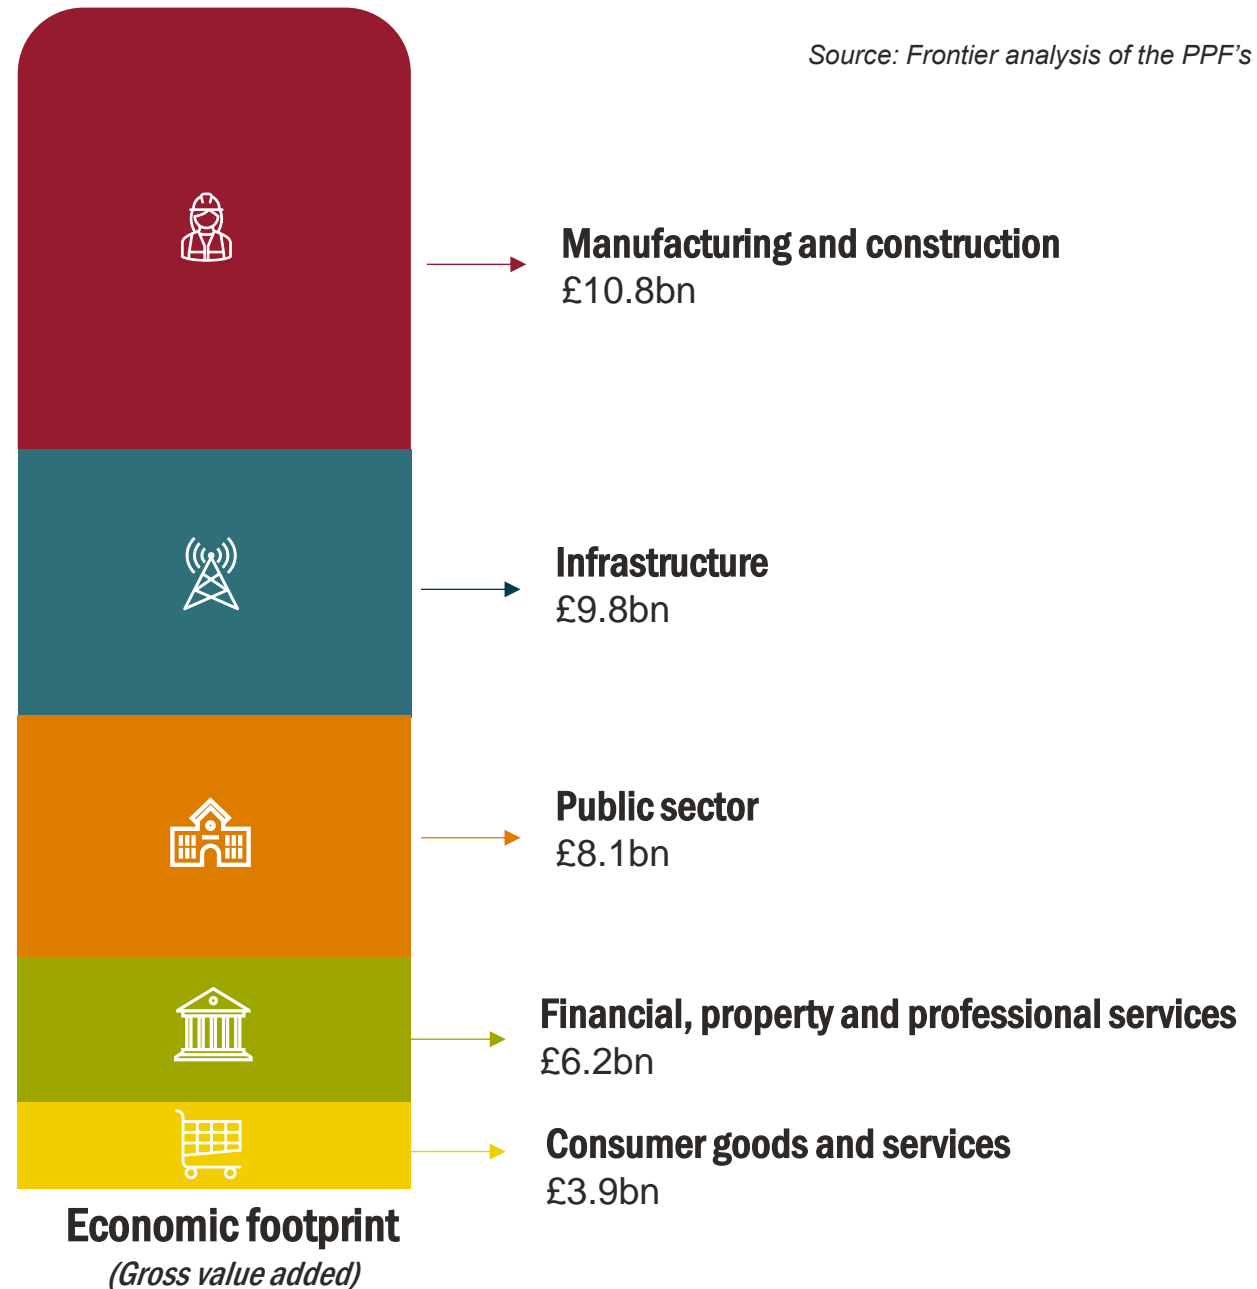 Source: Frontier analysis of the PPF's
Manufacturing and construction
£10.8bn
Infrastructure
£9.8bn
Public sector
£8.1bn
Financial, property and professional services
£6.2bn
Consumer goods and services
£3.9bn
Economic footprint
(Gross value added)